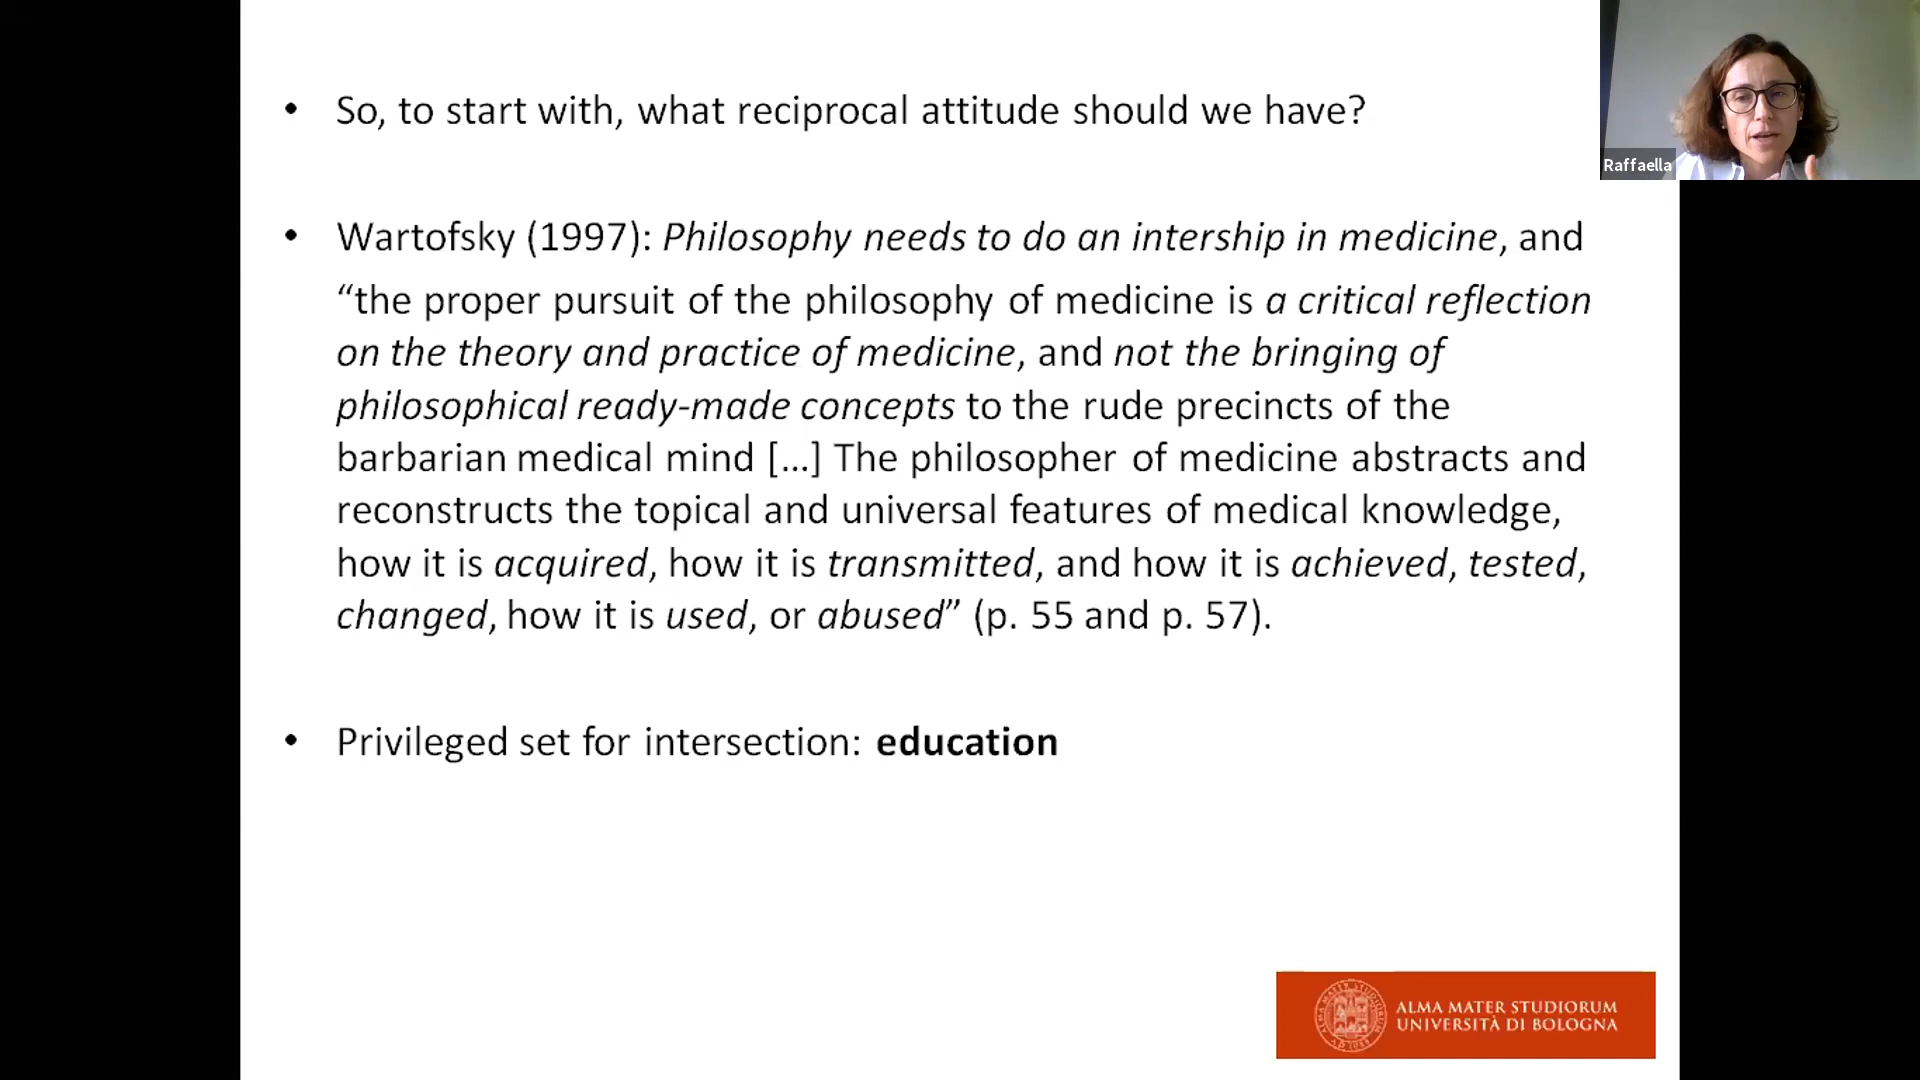 • So, to start with, what reciprocal attitude should we have?
Raffaella
• Wartofsky (1997): Philosophy needs to do an intership in medicine, and
“the proper pursuit of the philosophy of medicine is a critical reflection
on the theory and practice of medicine, and not the bringing of
philosophical ready-made concepts to the rude precincts of the
barbarian medical mind [...] The philosopher of medicine abstracts and
reconstructs the topical and universal features of medical knowledge,
how it is acquired, how it is transmitted, and how it is achieved, tested,
changed, how it is used, or abused” (p. 55 and p. 57).
• Privileged set for intersection: education
ALMA MATER STUDIORUM
UNIVERSITÀ DI BOLOGNA